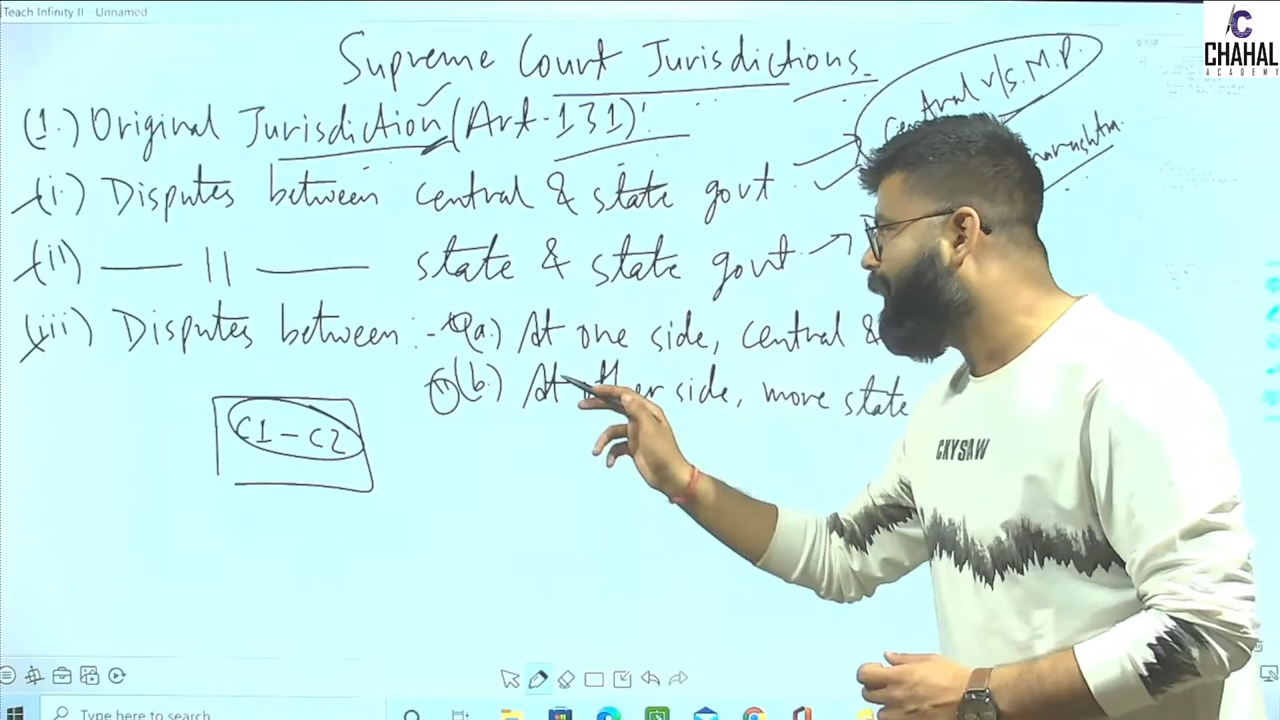 Teach Infinity II - Unnamed
CHAHAL
ACADEMY
Supreme Court Jurisdictions
Central v/s. M.P.
(1.) Original Jurisdiction (Art-131):
(i) Disputes between central & state govt
(ii) —— 11 —— state & state govt
(iii) Disputes between :- (a.) At one side, central &
(b.) At other side, more state
C1 - C2
CKYSAW
Type here to search